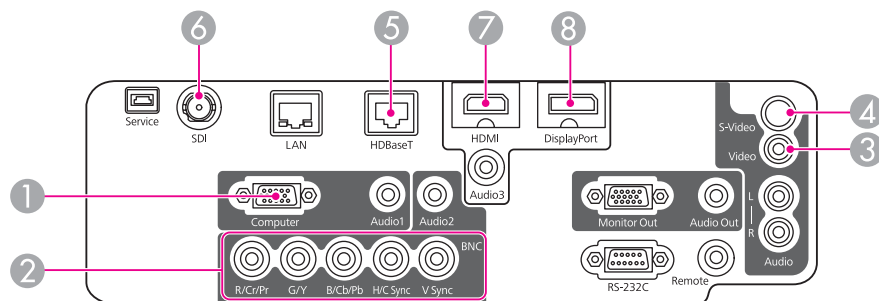 6 5 7 8
Service
SDI
LAN
HDBaseT
HDMI
DisplayPort
S-Video
4
Video
3
Audio3
1
Computer
Audio1
Audio2
Monitor Out
Audio Out
L
R
Audio
2
BNC
R/Cr/Pr
G/Y
B/Cb/Pb
H/C Sync
V Sync
RS-232C
Remote